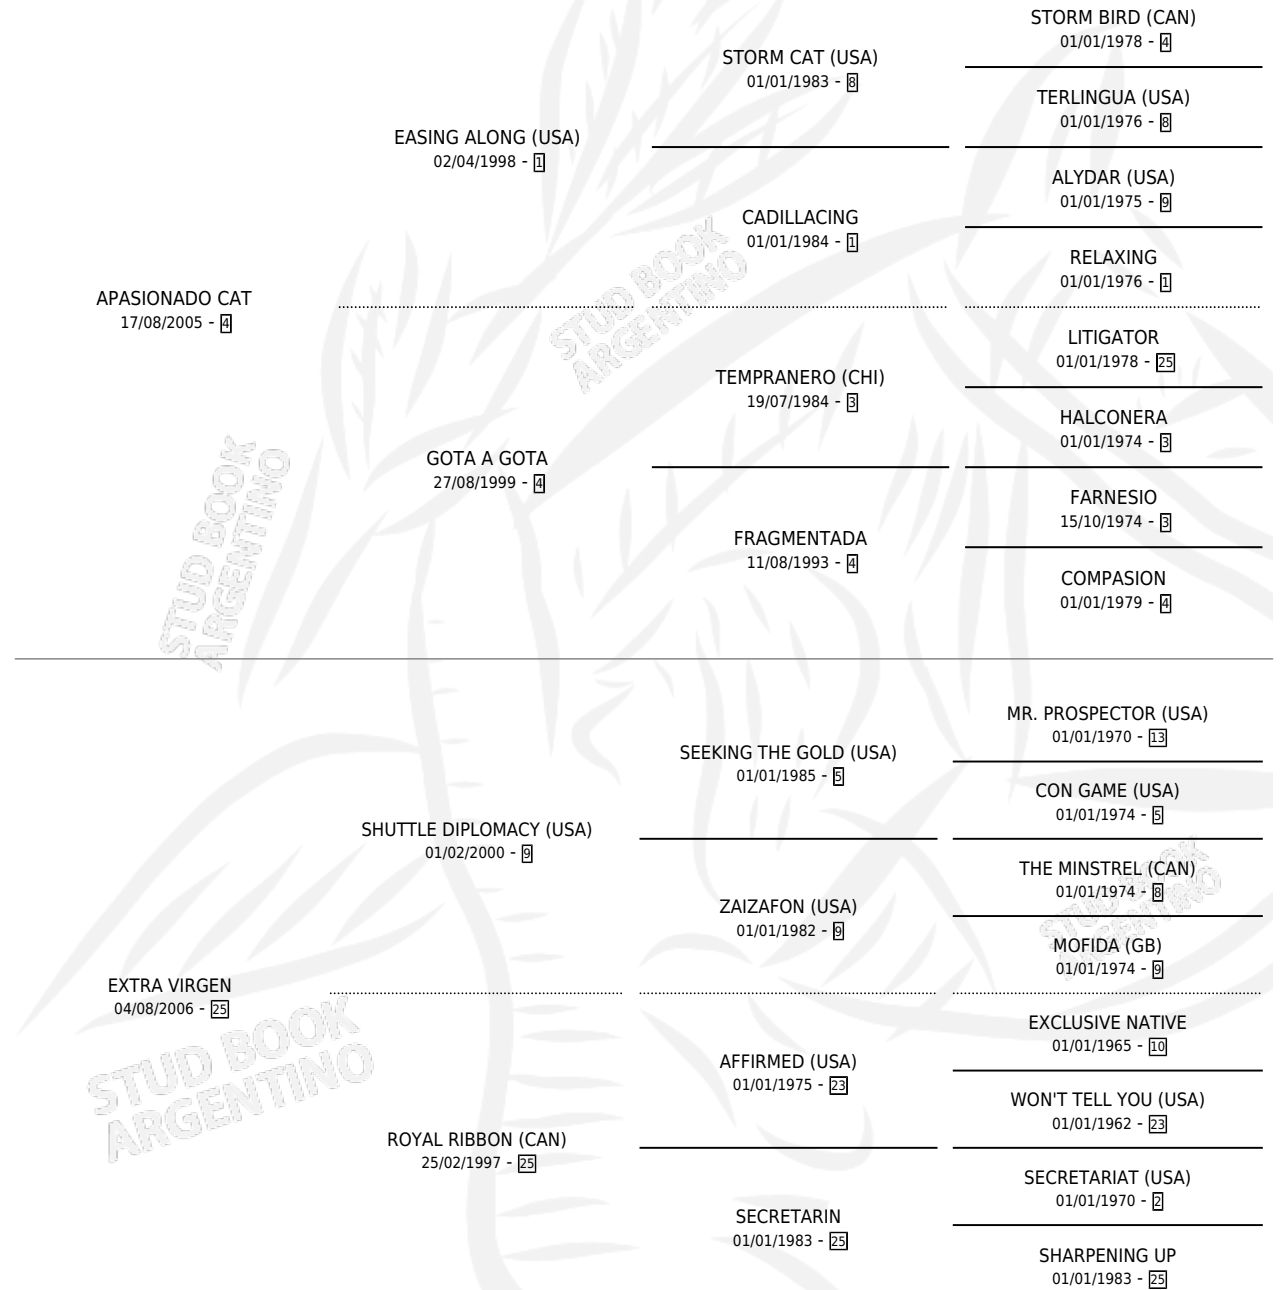 STORM BIRD (CAN)
01/01/1978 - 4
STORM CAT (USA)
01/01/1983 - 8
TERLINGUA (USA)
01/01/1976 - 8
EASING ALONG (USA)
02/04/1998 - 1
ALYDAR (USA)
01/01/1975 - 9
CADILLACING
01/01/1984 - 1
RELAXING
01/01/1976 - 1
APASIONADO CAT
17/08/2005 - 4
STUD BOOK
ARGENTINO
LITIGATOR
01/01/1978 - 25
TEMPRANERO (CHI)
19/07/1984 - 3
HALCONERA
01/01/1974 - 3
GOTA A GOTA
27/08/1999 - 4
FARNESIO
15/10/1974 - 3
FRAGMENTADA
11/08/1993 - 4
COMPASION
01/01/1979 - 4
STUD BOOK
ARGENTINO
MR. PROSPECTOR (USA)
01/01/1970 - 13
SEEKING THE GOLD (USA)
01/01/1985 - 5
CON GAME (USA)
01/01/1974 - 5
SHUTTLE DIPLOMACY (USA)
01/02/2000 - 9
THE MINSTREL (CAN)
01/01/1974 - 8
ZAIZAFON (USA)
01/01/1982 - 9
STUD BOOK
ARGENTINO
MOFIDA (GB)
01/01/1974 - 9
EXTRA VIRGEN
04/08/2006 - 25
EXCLUSIVE NATIVE
01/01/1965 - 10
AFFIRMED (USA)
01/01/1975 - 23
STUD BOOK
ARGENTINO
WON'T TELL YOU (USA)
01/01/1962 - 23
ROYAL RIBBON (CAN)
25/02/1997 - 25
SECRETARIAT (USA)
01/01/1970 - 2
SECRETARIN
01/01/1983 - 25
SHARPENING UP
01/01/1983 - 25